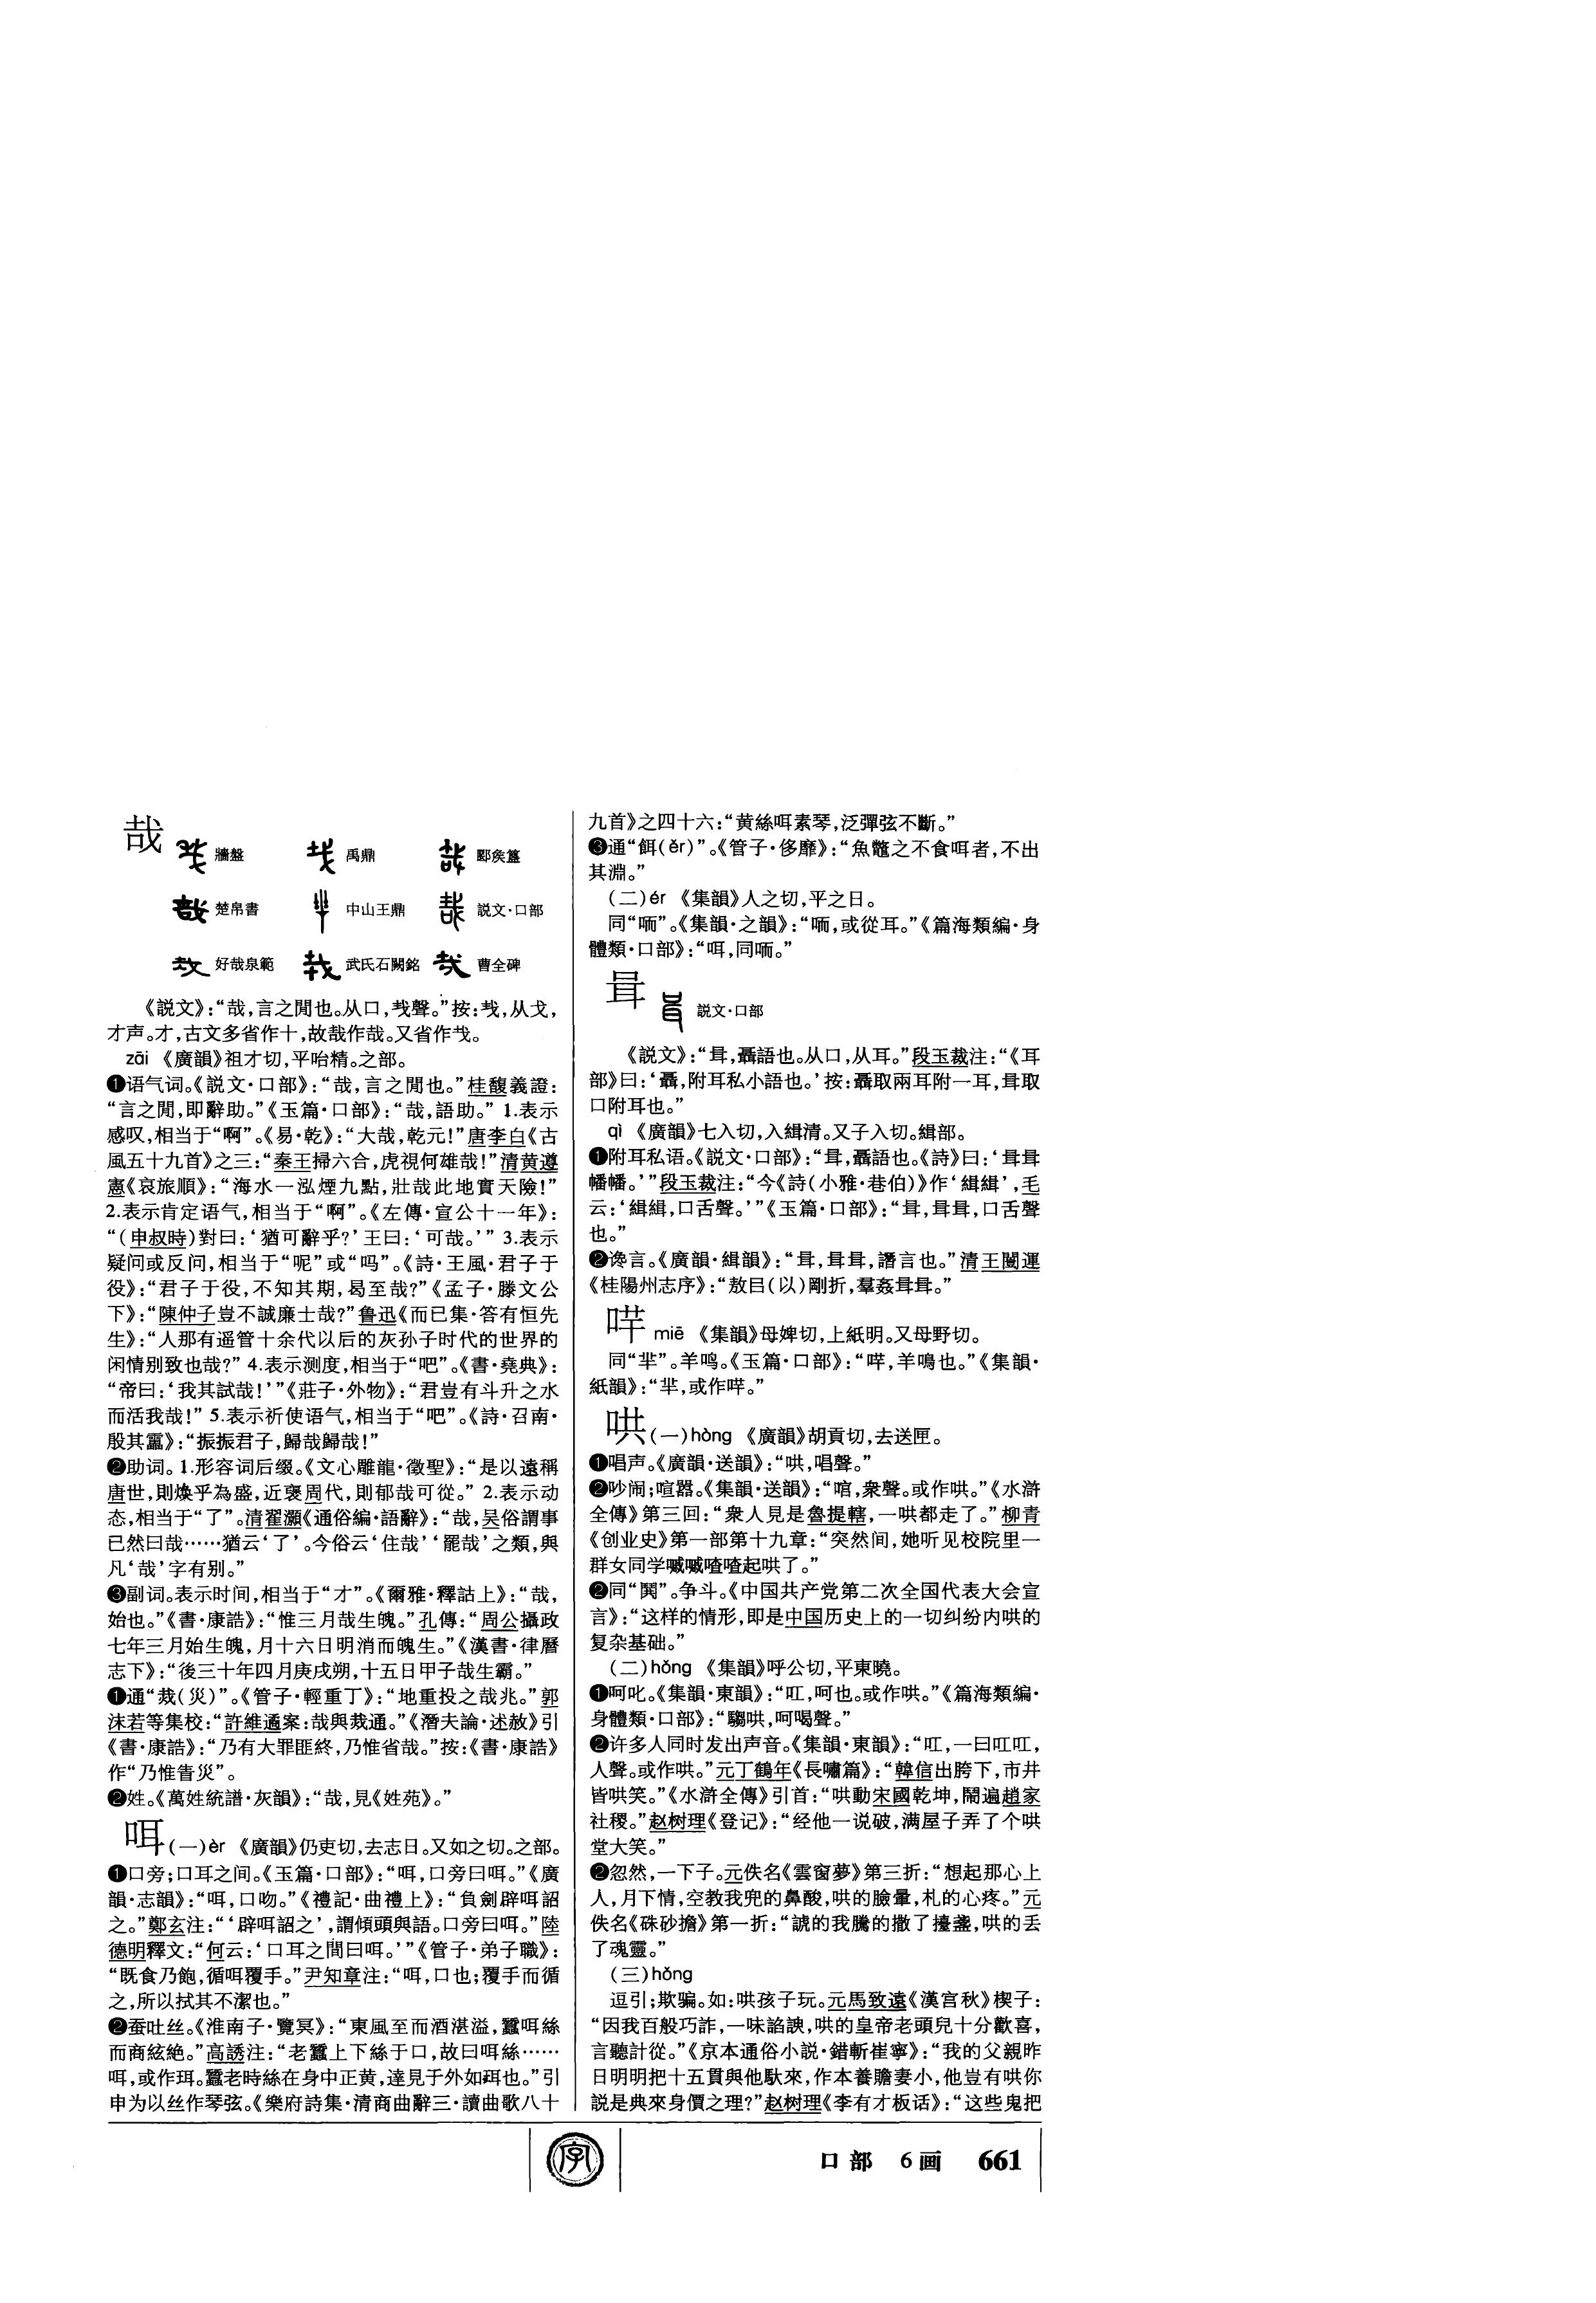 哉
牆盤 禹鼎 郾矦簋
楚帛書 中山王鼎 説文·口部
好哉泉範 武氏石闕銘 曹全碑
《説文》：“哉，言之閒也。从口，𢦏聲。”按：𢦏，从戈，
才声。才，古文多省作十，故哉作哉。又省作𢦏。
zāi 《廣韻》祖才切，平咍精。之部。
❶语气词。《説文·口部》：“哉，言之閒也。”桂馥義證：
“言之閒，即辭助。”《玉篇·口部》：“哉，語助。” 1.表示
感叹，相当于“啊”。《易·乾》：“大哉，乾元！”唐李白《古
風五十九首》之三：“秦王掃六合，虎視何雄哉！”清黄遵
憲《哀旅順》：“海水一泓煙九點，壯哉此地實天險！”
2.表示肯定语气，相当于“啊”。《左傳·宣公十一年》：
“（申叔時）對曰：‘猶可辭乎？’王曰：‘可哉。’” 3.表示
疑问或反问，相当于“呢”或“吗”。《詩·王風·君子于
役》：“君子于役，不知其期，曷至哉？”《孟子·滕文公
下》：“陳仲子豈不誠廉士哉？”鲁迅《而已集·答有恒先
生》：“人那有遥管十余代以后的灰孙子时代的世界的
闲情别致也哉？” 4.表示测度，相当于“吧”。《書·堯典》：
“帝曰：‘我其試哉！’”《莊子·外物》：“君豈有斗升之水
而活我哉！” 5.表示祈使语气，相当于“吧”。《詩·召南·
殷其靁》：“振振君子，歸哉歸哉！”
❷助词。1.形容词后缀。《文心雕龍·徵聖》：“是以遠稱
唐世，則焕乎為盛，近褒周代，則郁哉可從。” 2.表示动
态，相当于“了”。清翟灝《通俗編·語辭》：“哉，吴俗謂事
已然曰哉……猶云‘了’。今俗云‘住哉’‘罷哉’之類，與
凡‘哉’字有别。”
❸副词。表示时间，相当于“才”。《爾雅·釋詁上》：“哉，
始也。”《書·康誥》：“惟三月哉生魄。”孔傳：“周公攝政
七年三月始生魄，月十六日明消而魄生。”《漢書·律曆
志下》：“後三十年四月庚戌朔，十五日甲子哉生霸。”
❶通“烖（災）”。《管子·輕重丁》：“地重投之哉兆。”郭
沫若等集校：“許維遹案：哉與烖通。”《潛夫論·述赦》引
《書·康誥》：“乃有大罪匪終，乃惟省哉。”按：《書·康誥》
作“乃惟眚災”。
❷姓。《萬姓統譜·灰韻》：“哉，見《姓苑》。”
咡（一）èr 《廣韻》仍吏切，去志日。又如之切。之部。
❶口旁；口耳之间。《玉篇·口部》：“咡，口旁曰咡。”《廣
韻·志韻》：“咡，口吻。”《禮記·曲禮上》：“負劍辟咡詔
之。”鄭玄注：“‘辟咡詔之’，謂傾頭與語。口旁曰咡。”陸
德明釋文：“何云：‘口耳之間曰咡。’”《管子·弟子職》：
“既食乃飽，循咡覆手。”尹知章注：“咡，口也；覆手而循
之，所以拭其不潔也。”
❷蚕吐丝。《淮南子·覽冥》：“東風至而酒湛溢，蠶咡絲
而商絃絶。”高誘注：“老蠶上下絲于口，故曰咡絲……
咡，或作珥。蠶老時絲在身中正黄，達見于外如珥也。”引
申为以丝作琴弦。《樂府詩集·清商曲辭三·讀曲歌八十
九首》之四十六：“黄絲咡素琴，泛彈弦不斷。”
❸通“餌（ěr）”。《管子·侈靡》：“魚鼈之不食咡者，不出
其淵。”
（二）ér 《集韻》人之切，平之日。
同“唡”。《集韻·之韻》：“唡，或從耳。”《篇海類編·身
體類·口部》：“咡，同唡。”
咠 説文·口部
《説文》：“咠，聶語也。从口，从耳。”段玉裁注：“《耳
部》曰：‘聶，附耳私小語也。’按：聶取兩耳附一耳，咠取
口附耳也。”
qì 《廣韻》七入切，入緝清。又子入切。緝部。
❶附耳私语。《説文·口部》：“咠，聶語也。《詩》曰：‘咠咠
幡幡。’”段玉裁注：“今《詩（小雅·巷伯）》作‘緝緝’，毛
云：‘緝緝，口舌聲。’”《玉篇·口部》：“咠，咠咠，口舌聲
也。”
❷谗言。《廣韻·緝韻》：“咠，咠咠，譖言也。”清王闓運
《桂陽州志序》：“敖㠯（以）剛折，羣姦咠咠。”
哶 miē 《集韻》母婢切，上紙明。又母野切。
同“羋”。羊鸣。《玉篇·口部》：“哶，羊鳴也。”《集韻·
紙韻》：“羋，或作哶。”
哄（一）hòng 《廣韻》胡貢切，去送匣。
❶唱声。《廣韻·送韻》：“哄，唱聲。”
❷吵闹；喧嚣。《集韻·送韻》：“哅，衆聲。或作哄。”《水滸
全傳》第三回：“衆人見是魯提轄，一哄都走了。”柳青
《创业史》第一部第十九章：“突然间，她听见校院里一
群女同学嘁嘁喳喳起哄了。”
❷同“鬨”。争斗。《中国共产党第二次全国代表大会宣
言》：“这样的情形，即是中国历史上的一切纠纷内哄的
复杂基础。”
（二）hǒng 《集韻》呼公切，平東曉。
❶呵叱。《集韻·東韻》：“叿，呵也。或作哄。”《篇海類編·
身體類·口部》：“騶哄，呵喝聲。”
❷许多人同时发出声音。《集韻·東韻》：“叿，一曰叿叿，
人聲。或作哄。”元丁鶴年《長嘯篇》：“韓信出胯下，市井
皆哄笑。”《水滸全傳》引首：“哄動宋國乾坤，鬧遍趙家
社稷。”赵树理《登记》：“经他一说破，满屋子弄了个哄
堂大笑。”
❷忽然，一下子。元佚名《雲窗夢》第三折：“想起那心上
人，月下情，空教我兜的鼻酸，哄的臉暈，札的心疼。”元
佚名《硃砂擔》第一折：“諕的我騰的撒了擡盞，哄的丢
了魂靈。”
（三）hǒng
逗引；欺骗。如：哄孩子玩。元馬致遠《漢宫秋》楔子：
“因我百般巧詐，一味諂諛，哄的皇帝老頭兒十分歡喜，
言聽計從。”《京本通俗小説·錯斬崔寧》：“我的父親昨
日明明把十五貫與他馱來，作本養贍妻小，他豈有哄你
説是典來身價之理？”赵树理《李有才板话》：“这些鬼把
字
口部 6画 661